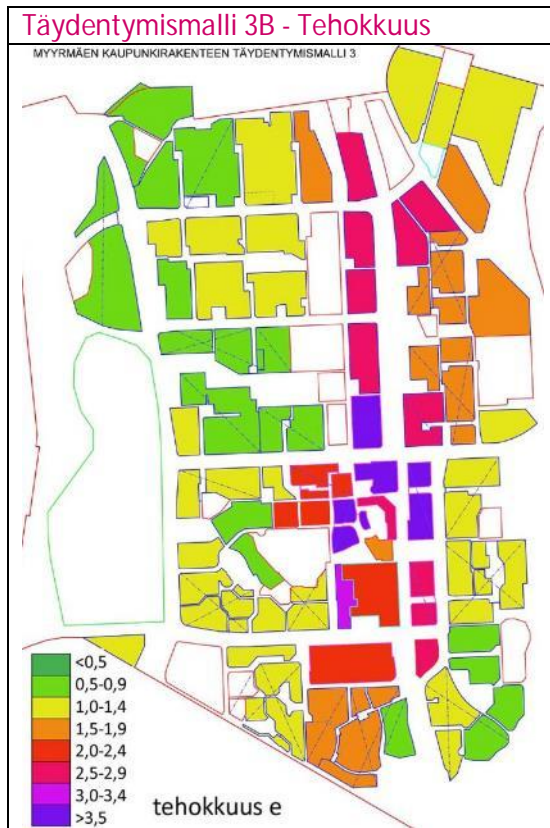 Täydentymismalli 3B - Tehokkuus
MYYRMÄEN KAUPUNKIRAKENTEEN TÄYDENTYMISMALLI 3
<0,5
0,5-0,9
1,0-1,4
1,5-1,9
2,0-2,4
2,5-2,9
3,0-3,4
>3,5
tehokkuus e